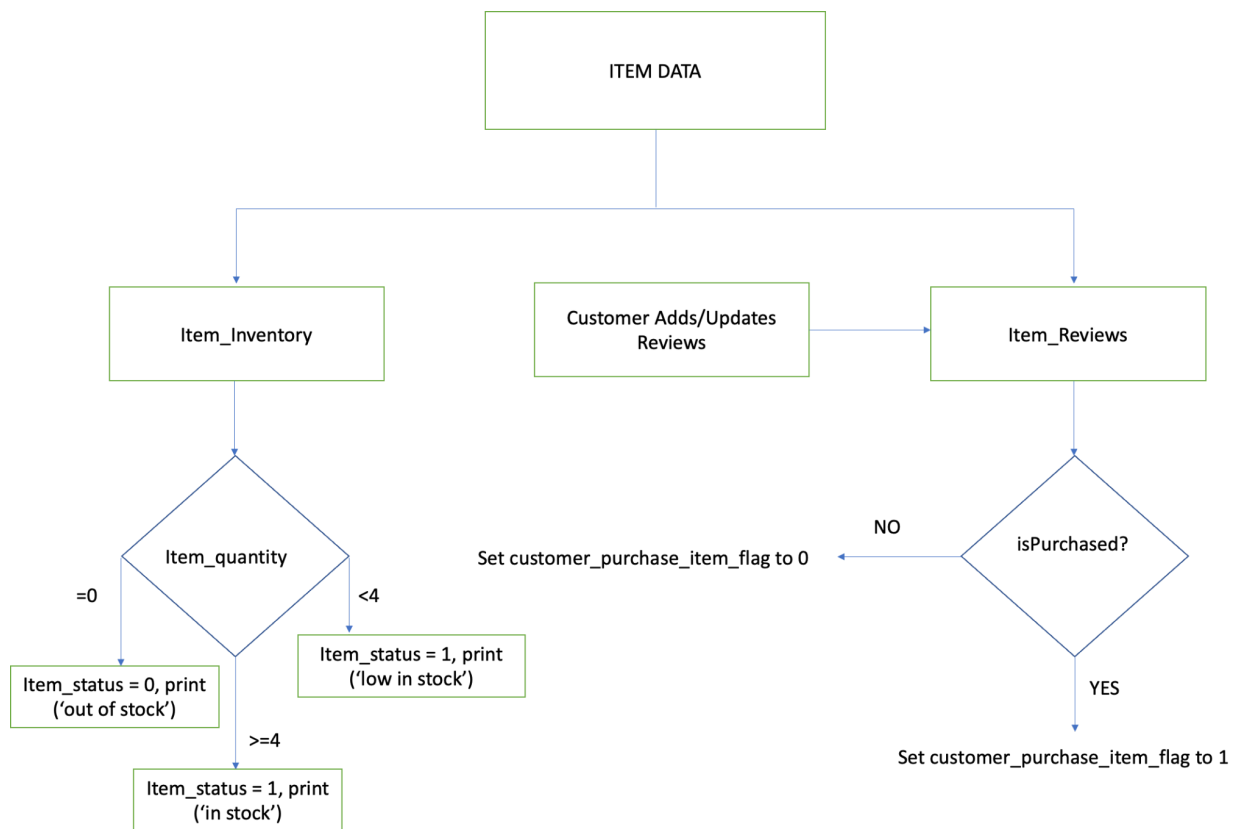 ITEM DATA
Item_Inventory
Customer Adds/Updates
Reviews
Item_Reviews
Item_quantity
=0
<4
>=4
Item_status = 0, print
(‘out of stock’)
Item_status = 1, print
(‘low in stock’)
Item_status = 1, print
(‘in stock’)
isPurchased?
NO
Set customer_purchase_item_flag to 0
YES
Set customer_purchase_item_flag to 1